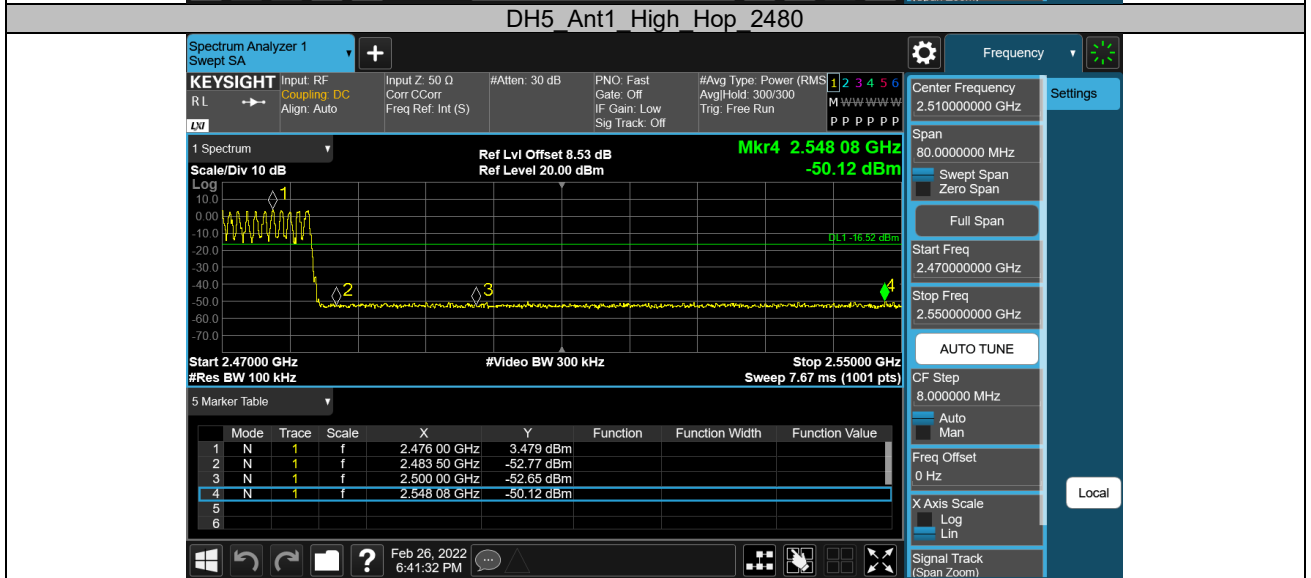 (Span Zoom)
DH5_Ant1_High_Hop_2480
Spectrum Analyzer 1
Swept SA
+
Frequency
KEYSIGHT
R L
LXI
Input: RF
Coupling: DC
Align: Auto
Input Z: 50 Ω
Corr CCorr
Freq Ref: Int (S)
#Atten: 30 dB
PNO: Fast
Gate: Off
IF Gain: Low
Sig Track: Off
#Avg Type: Power (RMS
Avg|Hold: 300/300
Trig: Free Run
1 2 3 4 5 6
M W W W W W
P P P P P P
1 Spectrum
Scale/Div 10 dB
Ref Lvl Offset 8.53 dB
Ref Level 20.00 dBm
Mkr4 2.548 08 GHz
-50.12 dBm
Log
10.0
0.00
-10.0
-20.0
-30.0
-40.0
-50.0
-60.0
-70.0
1
2
3
4
DL1 -16.52 dBm
Start 2.47000 GHz
#Video BW 300 kHz
Stop 2.55000 GHz
#Res BW 100 kHz
Sweep 7.67 ms (1001 pts)
5 Marker Table
Mode Trace Scale X Y Function Function Width Function Value
1 N 1 f 2.476 00 GHz 3.479 dBm
2 N 1 f 2.483 50 GHz -52.77 dBm
3 N 1 f 2.500 00 GHz -52.65 dBm
4 N 1 f 2.548 08 GHz -50.12 dBm
5
6
?
Feb 26, 2022
6:41:32 PM
Center Frequency
2.510000000 GHz
Span
80.0000000 MHz
Swept Span
Zero Span
Full Span
Start Freq
2.470000000 GHz
Stop Freq
2.550000000 GHz
AUTO TUNE
CF Step
8.000000 MHz
Auto
Man
Freq Offset
0 Hz
X Axis Scale
Log
Lin
Signal Track
(Span Zoom)
Settings
Local